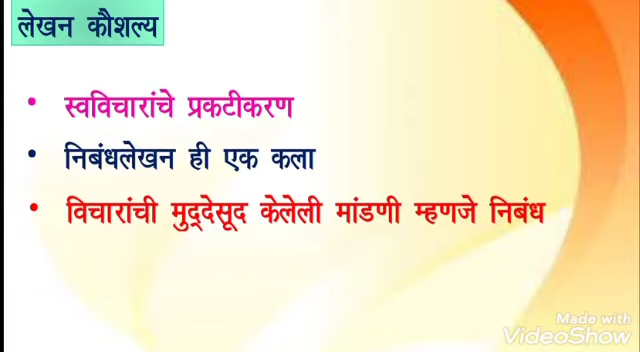 लेखन कौशल्य
• स्वविचारांचे प्रकटीकरण
• निबंधलेखन ही एक कला
• विचारांची मुद्देसूद केलेली मांडणी म्हणजे निबंध
Made with
VideoShow